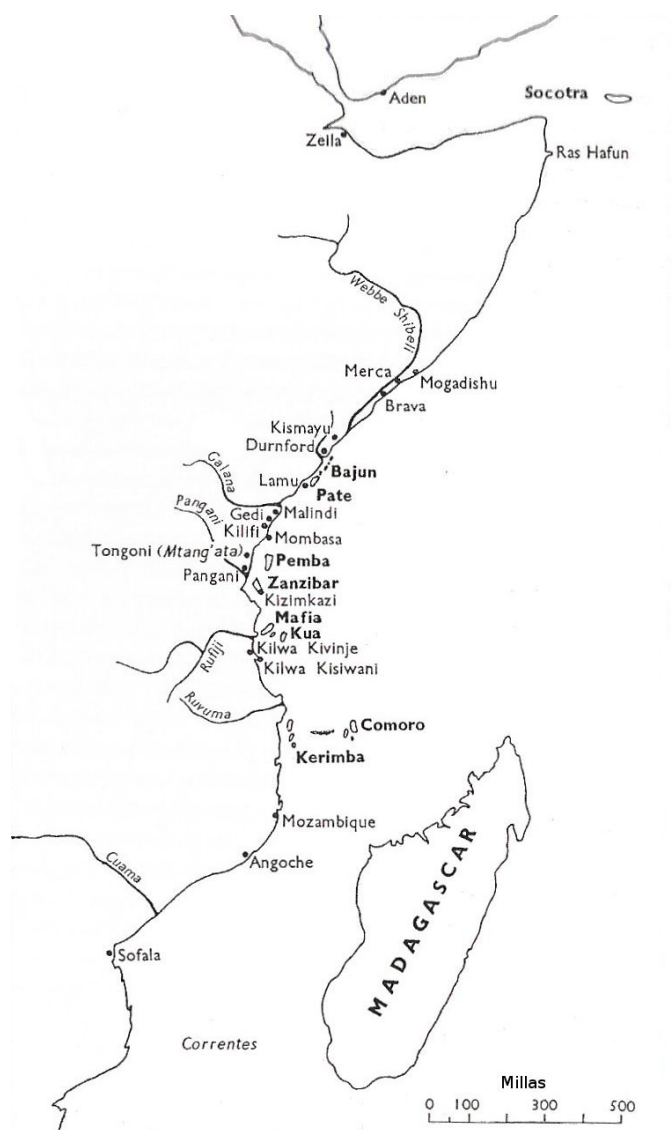 Aden
Socotra
Zeila
Ras Hafun
Webbe Shibeli
Merca
Mogadishu
Brava
Kismayu
Durnford
Bajun
Lamu
Pate
Galana
Gedi
Malindi
Kilifi
Pangani
Mombasa
Tongoni (Mtang'ata)
Pemba
Pangani
Zanzibar
Kizimkazi
Mafia
Kua
Rufiji
Kilwa Kivinje
Kilwa Kisiwani
Ruvuma
Comoro
Kerimba
Mozambique
Angoche
Cuama
MADAGASCAR
Sofala
Correntes
Millas
0 100 300 500